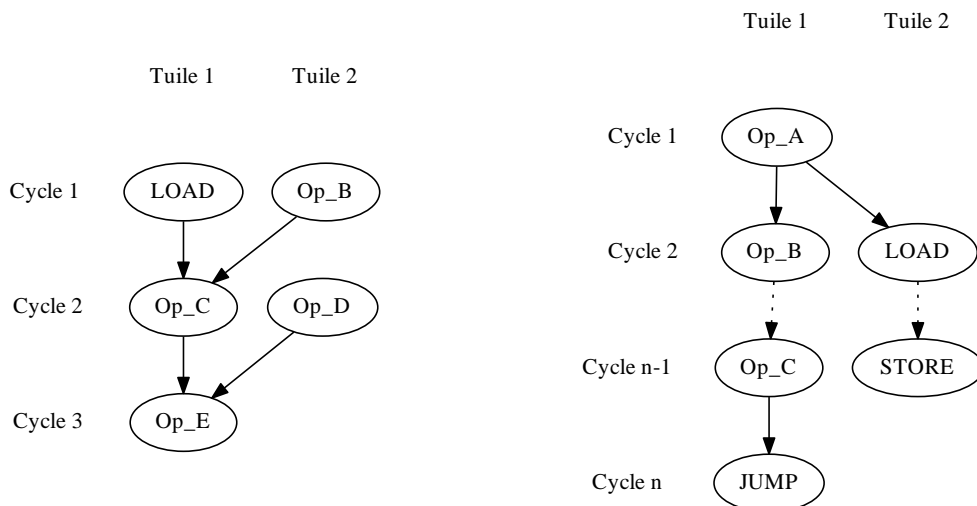 Tuile 1 Tuile 2
Cycle 1 LOAD Op_B
Cycle 2 Op_C Op_D
Cycle 3 Op_E
Tuile 1 Tuile 2
Cycle 1 Op_A
Cycle 2 Op_B LOAD
Cycle n-1 Op_C STORE
Cycle n JUMP